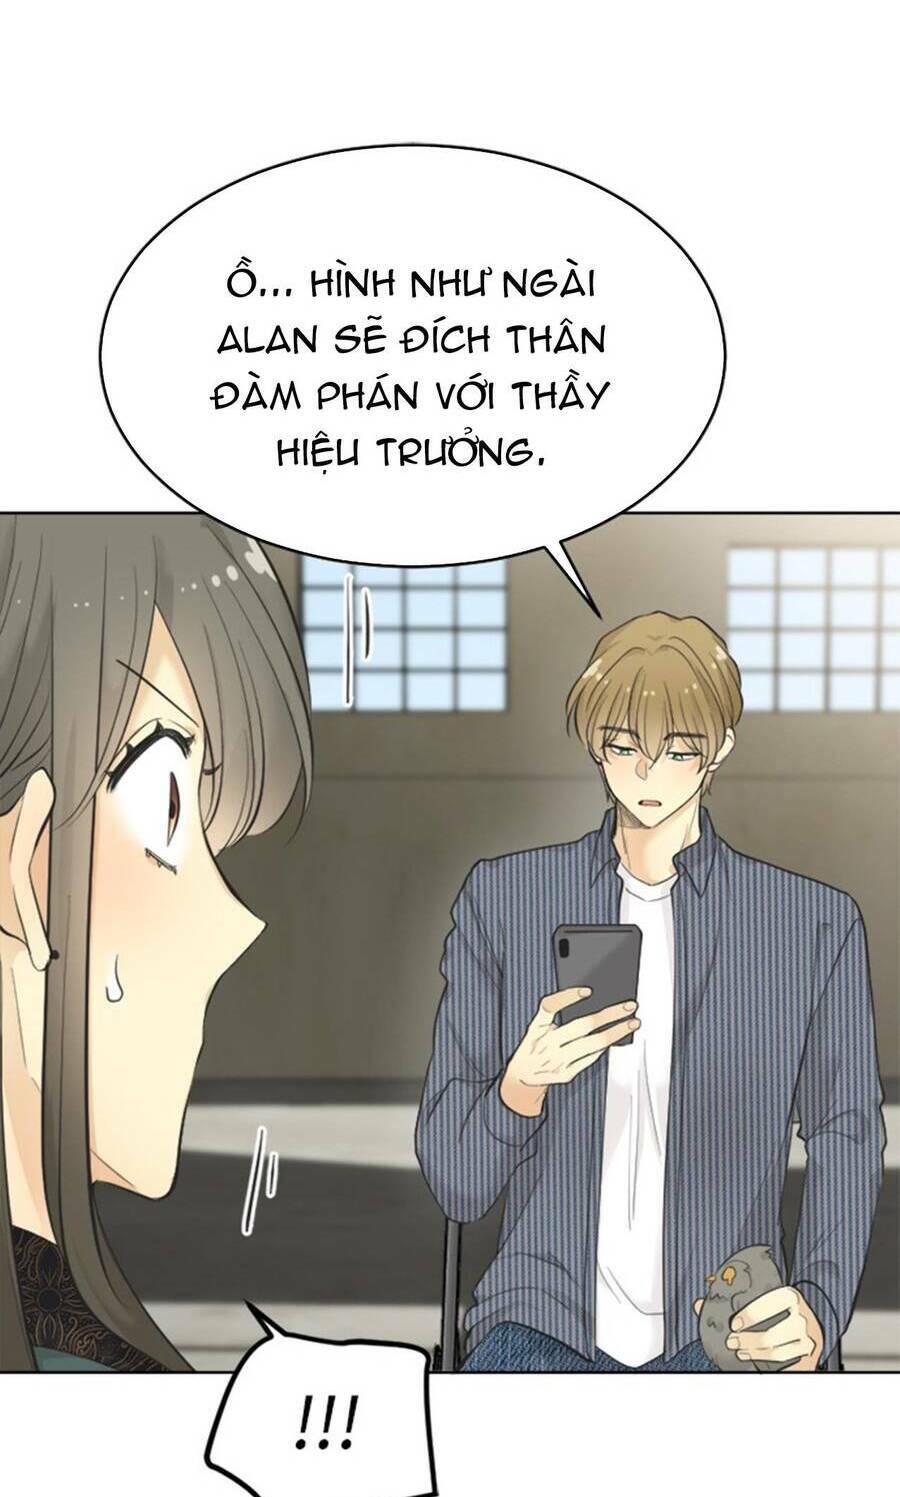 Ồ... HÌNH NHƯ NGÀI
ALAN SẼ ĐÍCH THÂN
ĐÀM PHÁN VỚI THẦY
HIỆU TRƯỞNG.
!!!